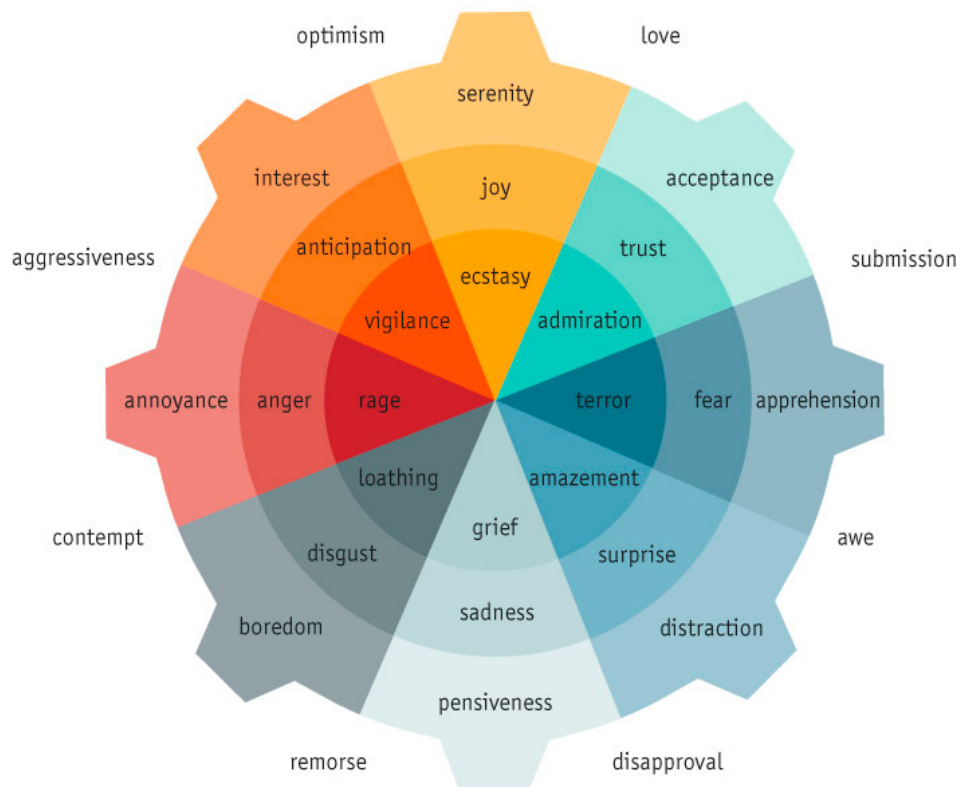 optimism
love
serenity
interest
joy
acceptance
anticipation
trust
aggressiveness
submission
ecstasy
vigilance
admiration
annoyance
anger
rage
terror
fear
apprehension
loathing
amazement
contempt
grief
awe
disgust
surprise
sadness
boredom
distraction
pensiveness
remorse
disapproval